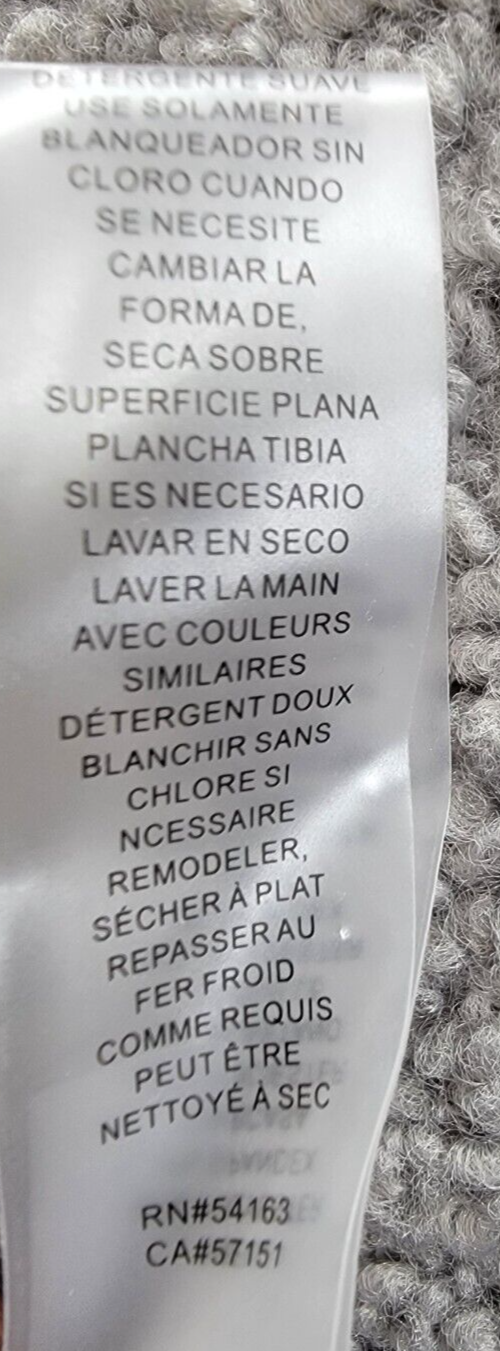 DETERGENTE SUAVE
USE SOLAMENTE
BLANQUEADOR SIN
CLORO CUANDO
SE NECESITE
CAMBIAR LA
FORMA DE,
SECA SOBRE
SUPERFICIE PLANA
PLANCHA TIBIA
SI ES NECESARIO
LAVAR EN SECO
LAVER LA MAIN
AVEC COULEURS
SIMILAIRES
DÉTERGENT DOUX
BLANCHIR SANS
CHLORE SI
NCESSAIRE
REMODELER,
SÉCHER À PLAT
REPASSER AU
FER FROID
COMME REQUIS
PEUT ÊTRE
NETTOYÉ À SEC
RN#54163
CA#57151